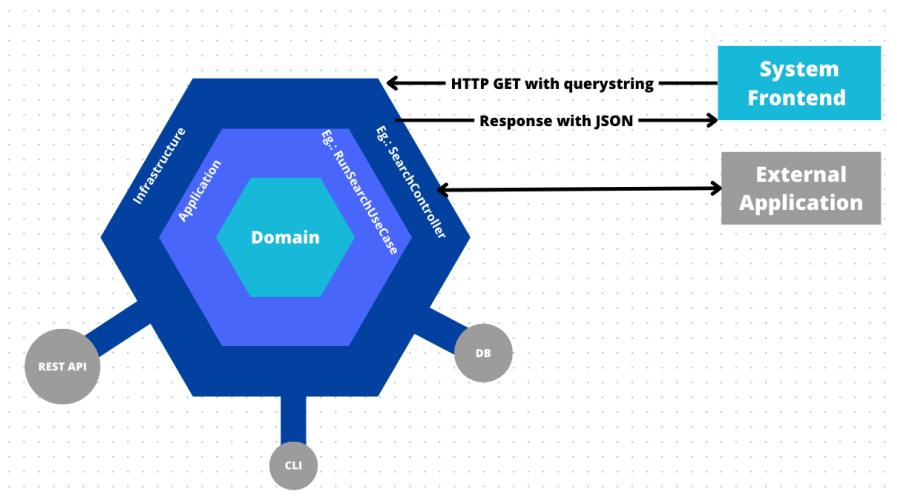 System
Frontend
HTTP GET with querystring
Response with JSON
External
Application
Infrastructure
Application
Eg.: RunSearchUseCase
Eg.: SearchController
Domain
REST API
DB
CLI